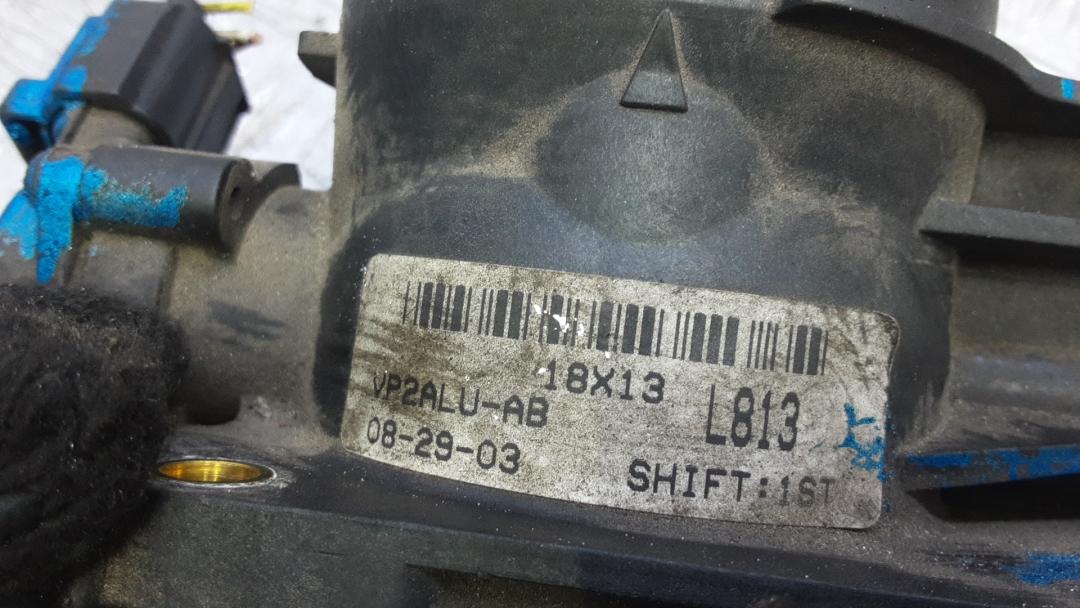 18X13
L813
VP2ALU-AB
08-29-03
SHIFT:1ST